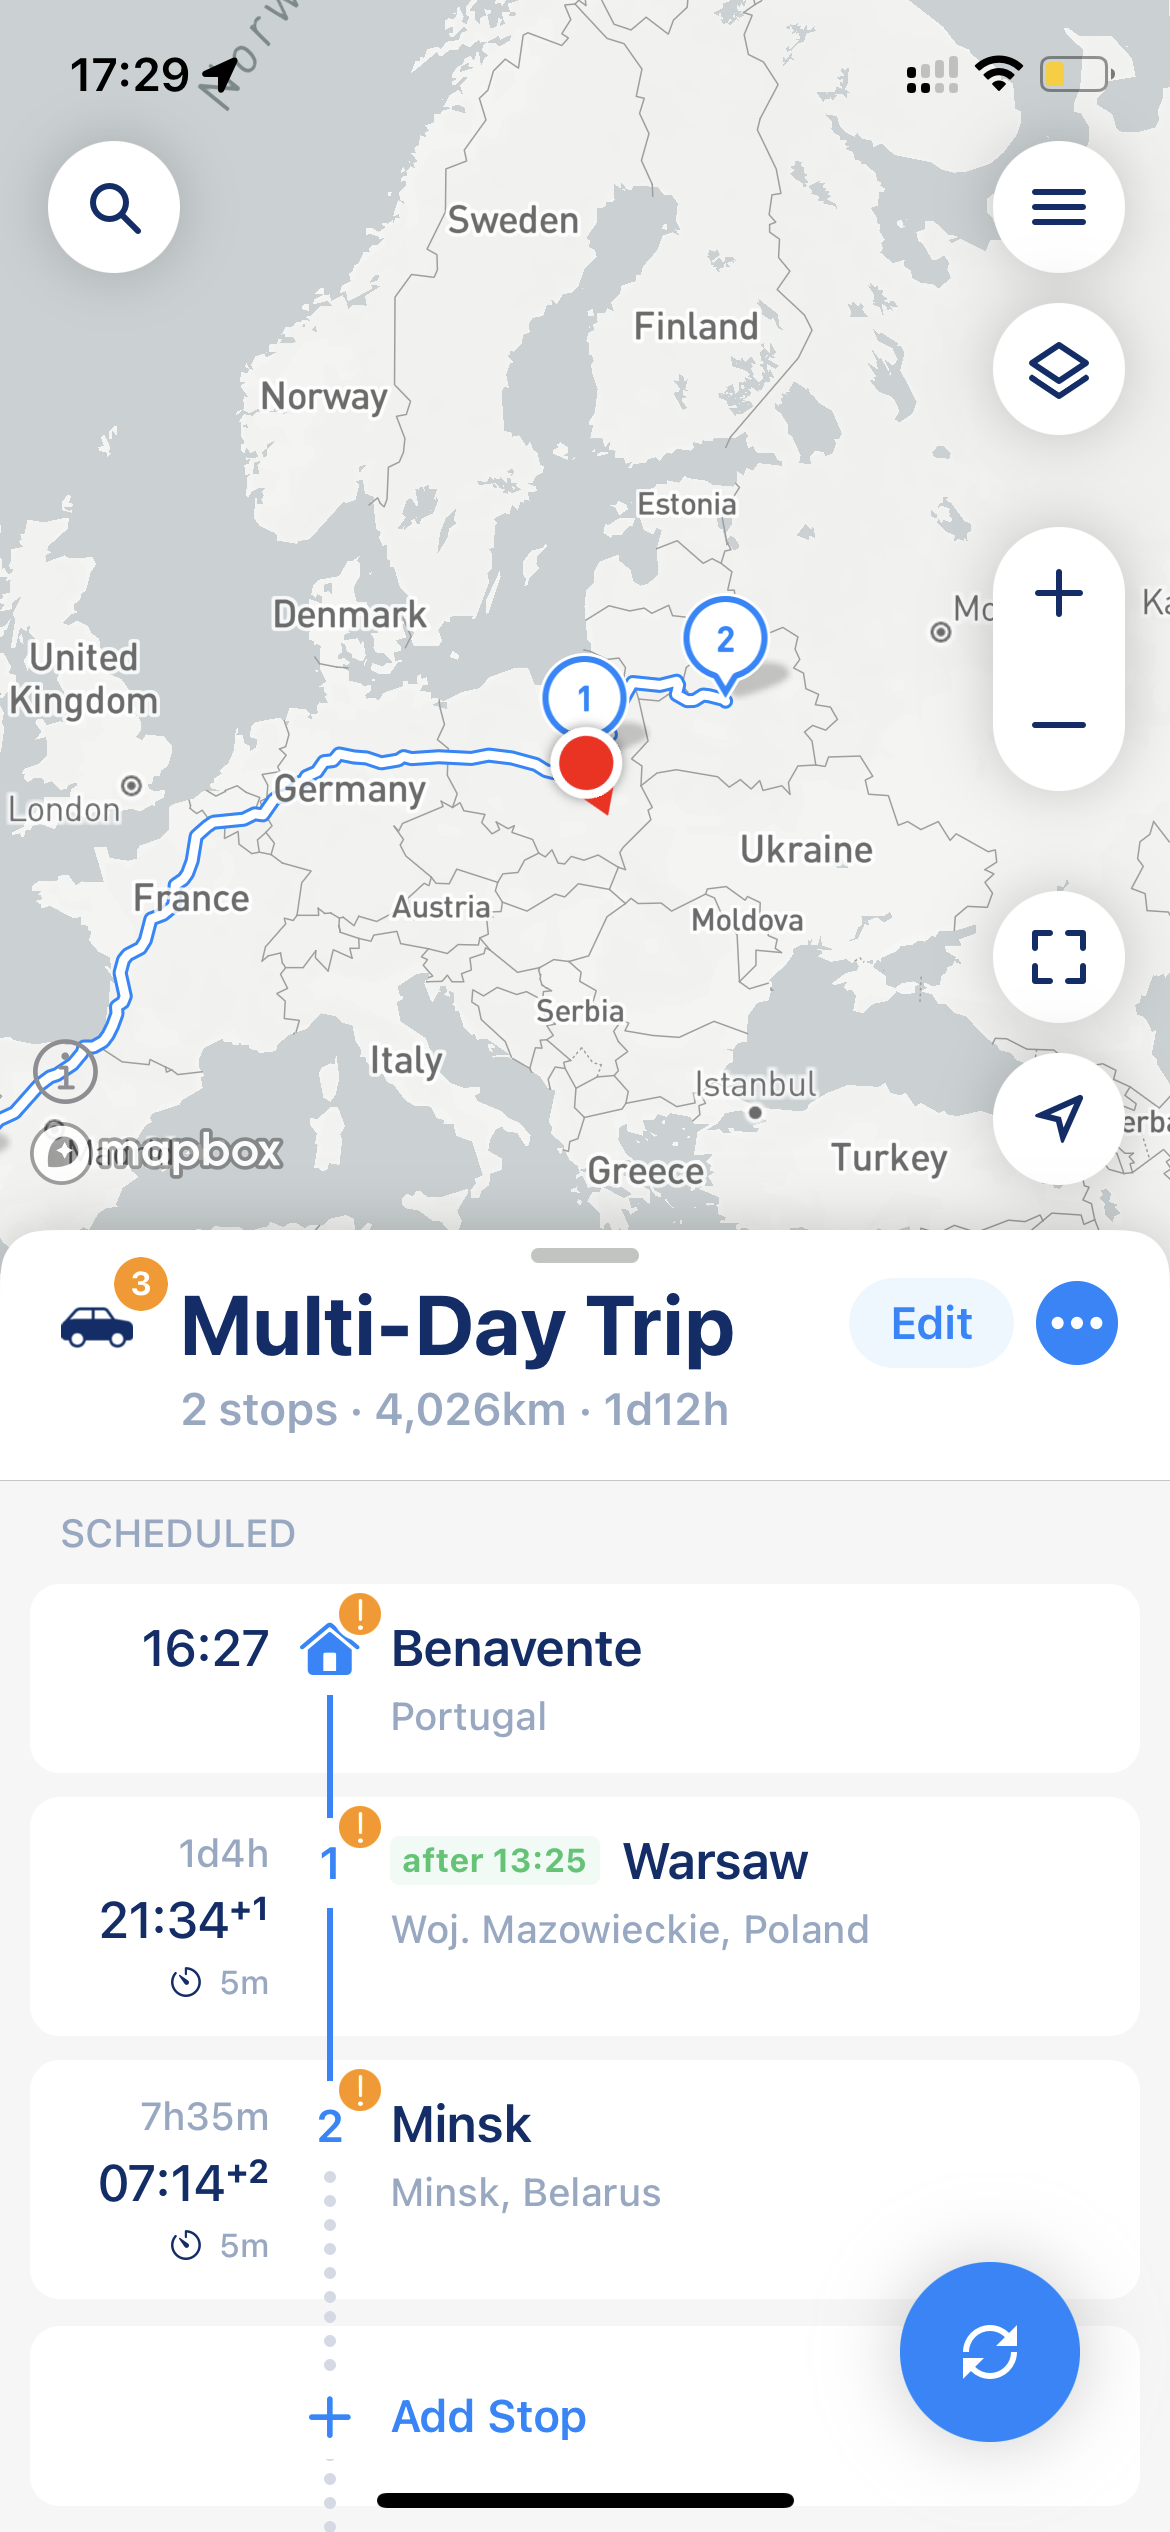 Norw
17:29
Sweden
Finland
Norway
Estonia
Denmark
Mo
Ka
United
Kingdom
2
1
London
Germany
Ukraine
France
Austria
Moldova
Serbia
Italy
Istanbul
erba
Madrid
mapbox
Greece
Turkey
3
Multi-Day Trip
Edit
2 stops · 4,026km · 1d12h
SCHEDULED
16:27
Benavente
Portugal
1d4h
1
after 13:25
Warsaw
21:34+1
Woj. Mazowieckie, Poland
5m
7h35m
2
Minsk
07:14+2
Minsk, Belarus
5m
+ Add Stop